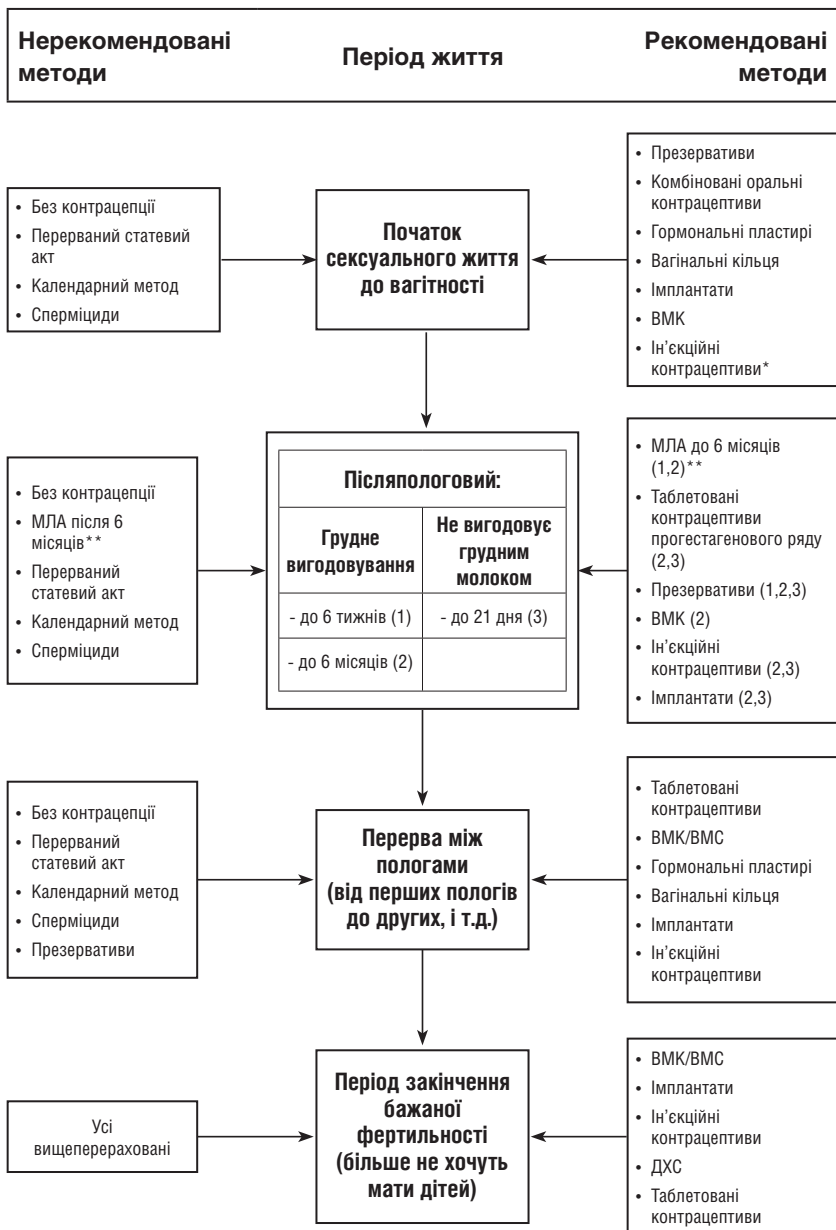 Нерекомендовані
методи
Період життя
Рекомендовані
методи
• Без контрацепції
• Перерваний статевий
акт
• Календарний метод
• Сперміциди
Початок
сексуального життя
до вагітності
• Презервативи
• Комбіновані оральні
контрацептиви
• Гормональні пластирі
• Вагінальні кільця
• Імплантати
• ВМК
• Ін’єкційні
контрацептиви*
• Без контрацепції
• МЛА після 6
місяців**
• Перерваний
статевий акт
• Календарний метод
• Сперміциди
Післяпологовий:
Грудне
вигодовування
Не вигодовує
грудним
молоком
- до 6 тижнів (1)
- до 21 дня (3)
- до 6 місяців (2)
• МЛА до 6 місяців
(1,2)**
• Таблетовані
контрацептиви
прогестагенового ряду
(2,3)
• Презервативи (1,2,3)
• ВМК (2)
• Ін’єкційні
контрацептиви (2,3)
• Імплантати (2,3)
• Без контрацепції
• Перерваний
статевий акт
• Календарний метод
• Сперміциди
• Презервативи
Перерва між
пологами
(від перших пологів
до других, і т.д.)
• Таблетовані
контрацептиви
• ВМК/ВМС
• Гормональні пластирі
• Вагінальні кільця
• Імплантати
• Ін’єкційні
контрацептиви
Усі
вищеперераховані
Період закінчення
бажаної
фертильності
(більше не хочуть
мати дітей)
• ВМК/ВМС
• Імплантати
• Ін’єкційні
контрацептиви
• ДХС
• Таблетовані
контрацептиви